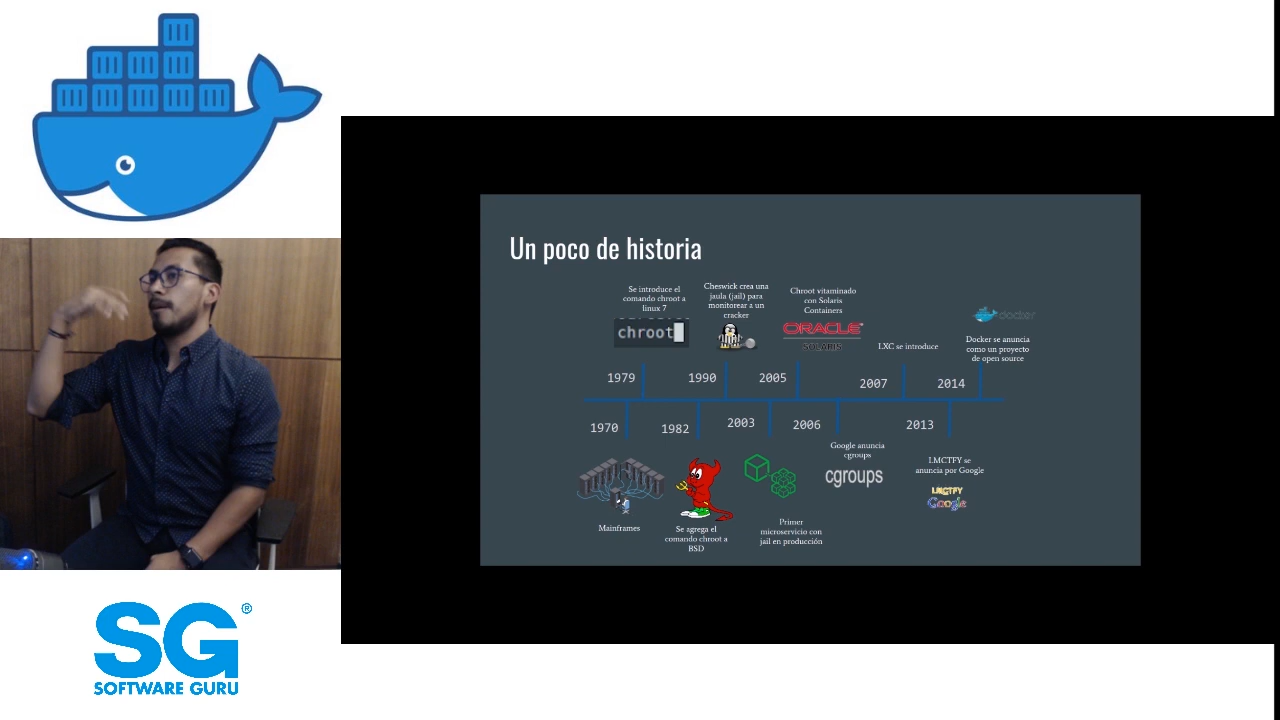 Un poco de historia
Se introduce el
comando chroot a
linux 7
chroot
Cheswick crea una
jaula (jail) para
monitorear a un
cracker
Chroot vitaminado
con Solaris
Containers
ORACLE
SOLARIS
LXC se introduce
docker
Docker se anuncia
como un proyecto
de open source
1979
1990
2005
2007
2014
1970
1982
2003
2006
2013
Mainframes
Se agrega el
comando chroot a
BSD
Primer
microservicio con
jail en producción
Google anuncia
cgroups
cgroups
LMCTFY se
anuncia por Google
LMCTFY
Google
SG®
SOFTWARE GURU